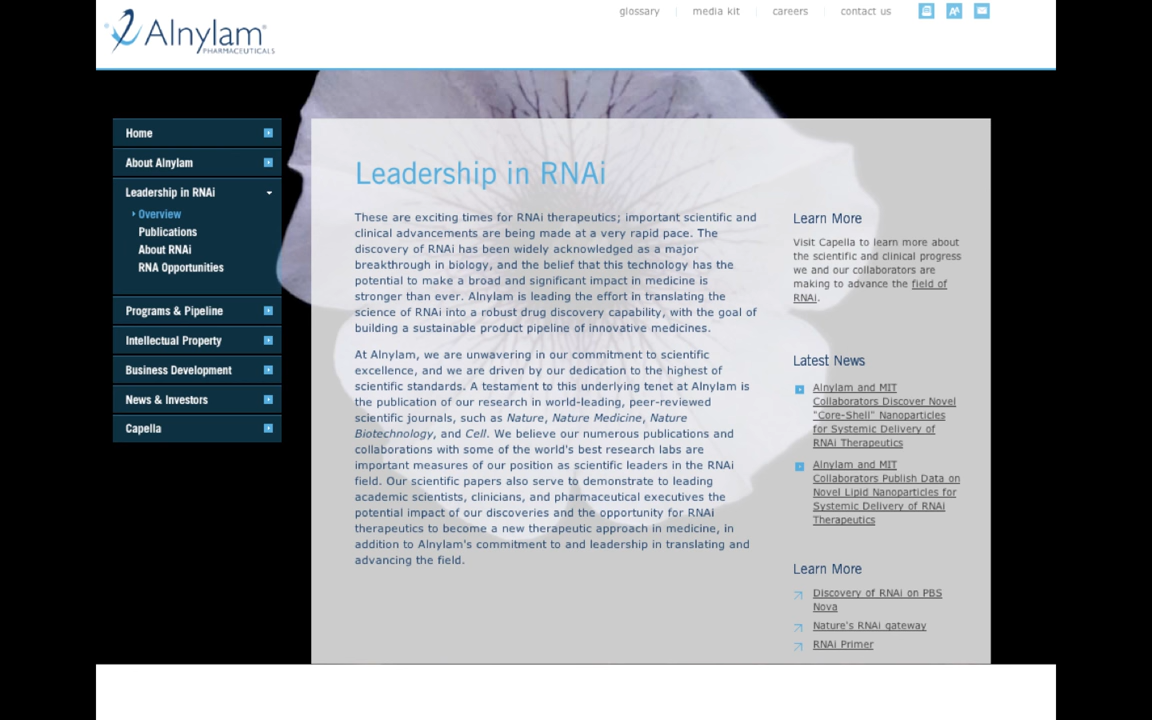 Alnylam
PHARMACEUTICALS
glossary
media kit
careers
contact us
AA
Home
About Alnylam
Leadership in RNAi
Overview
Publications
About RNAi
RNA Opportunities
Programs & Pipeline
Intellectual Property
Business Development
News & Investors
Capella
Leadership in RNAi
These are exciting times for RNAi therapeutics; important scientific and
clinical advancements are being made at a very rapid pace. The
discovery of RNAi has been widely acknowledged as a major
breakthrough in biology, and the belief that this technology has the
potential to make a broad and significant impact in medicine is
stronger than ever. Alnylam is leading the effort in translating the
science of RNAi into a robust drug discovery capability, with the goal of
building a sustainable product pipeline of innovative medicines.
At Alnylam, we are unwavering in our commitment to scientific
excellence, and we are driven by our dedication to the highest of
scientific standards. A testament to this underlying tenet at Alnylam is
the publication of our research in world-leading, peer-reviewed
scientific journals, such as Nature, Nature Medicine, Nature
Biotechnology, and Cell. We believe our numerous publications and
collaborations with some of the world's best research labs are
important measures of our position as scientific leaders in the RNAi
field. Our scientific papers also serve to demonstrate to leading
academic scientists, clinicians, and pharmaceutical executives the
potential impact of our discoveries and the opportunity for RNAi
therapeutics to become a new therapeutic approach in medicine, in
addition to Alnylam's commitment to and leadership in translating and
advancing the field.
Learn More
Visit Capella to learn more about
the scientific and clinical progress
we and our collaborators are
making to advance the field of
RNAi.
Latest News
Alnylam and MIT
Collaborators Discover Novel
"Core-Shell" Nanoparticles
for Systemic Delivery of
RNAi Therapeutics
Alnylam and MIT
Collaborators Publish Data on
Novel Lipid Nanoparticles for
Systemic Delivery of RNAi
Therapeutics
Learn More
Discovery of RNAi on PBS
Nova
Nature's RNAi gateway
RNAi Primer